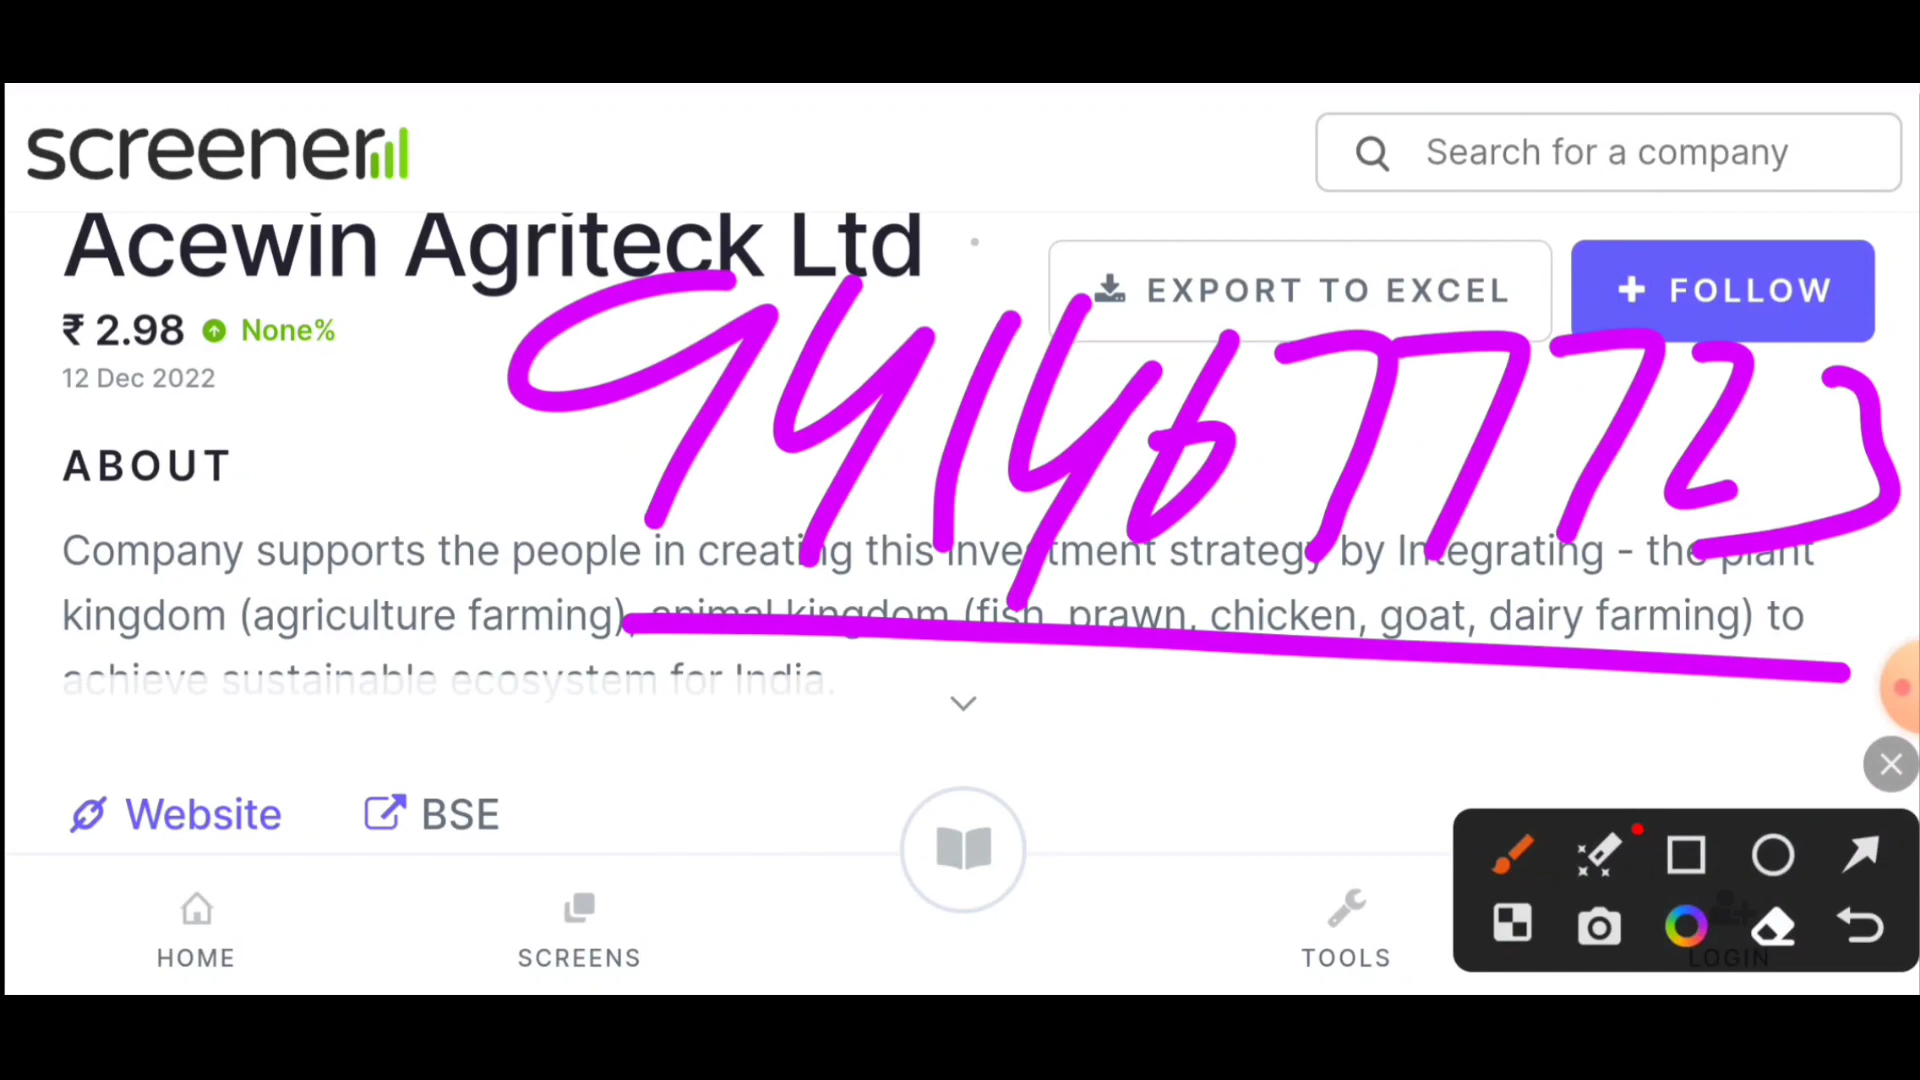 screener
Search for a company
Acewin Agriteck Ltd
EXPORT TO EXCEL
FOLLOW
₹ 2.98 None%
12 Dec 2022
9414677723
ABOUT
Company supports the people in creating this investment strategy by Integrating - the plant
kingdom (agriculture farming), animal kingdom (fish, prawn, chicken, goat, dairy farming) to
achieve sustainable ecosystem for India.
Website BSE
HOME
SCREENS
TOOLS
LOGIN